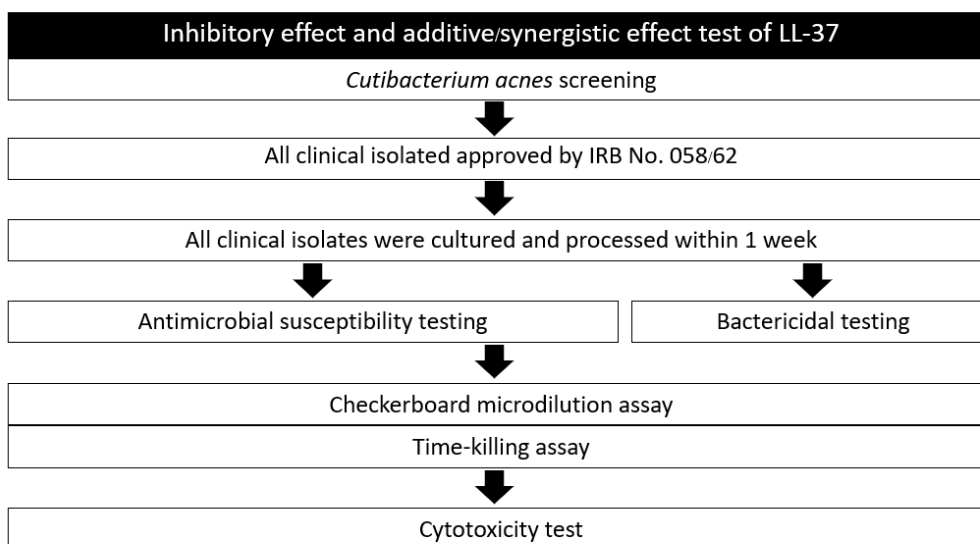 Inhibitory effect and additive/synergistic effect test of LL-37
Cutibacterium acnes screening
All clinical isolated approved by IRB No. 058/62
All clinical isolates were cultured and processed within 1 week
Antimicrobial susceptibility testing
Bactericidal testing
Checkerboard microdilution assay
Time-killing assay
Cytotoxicity test